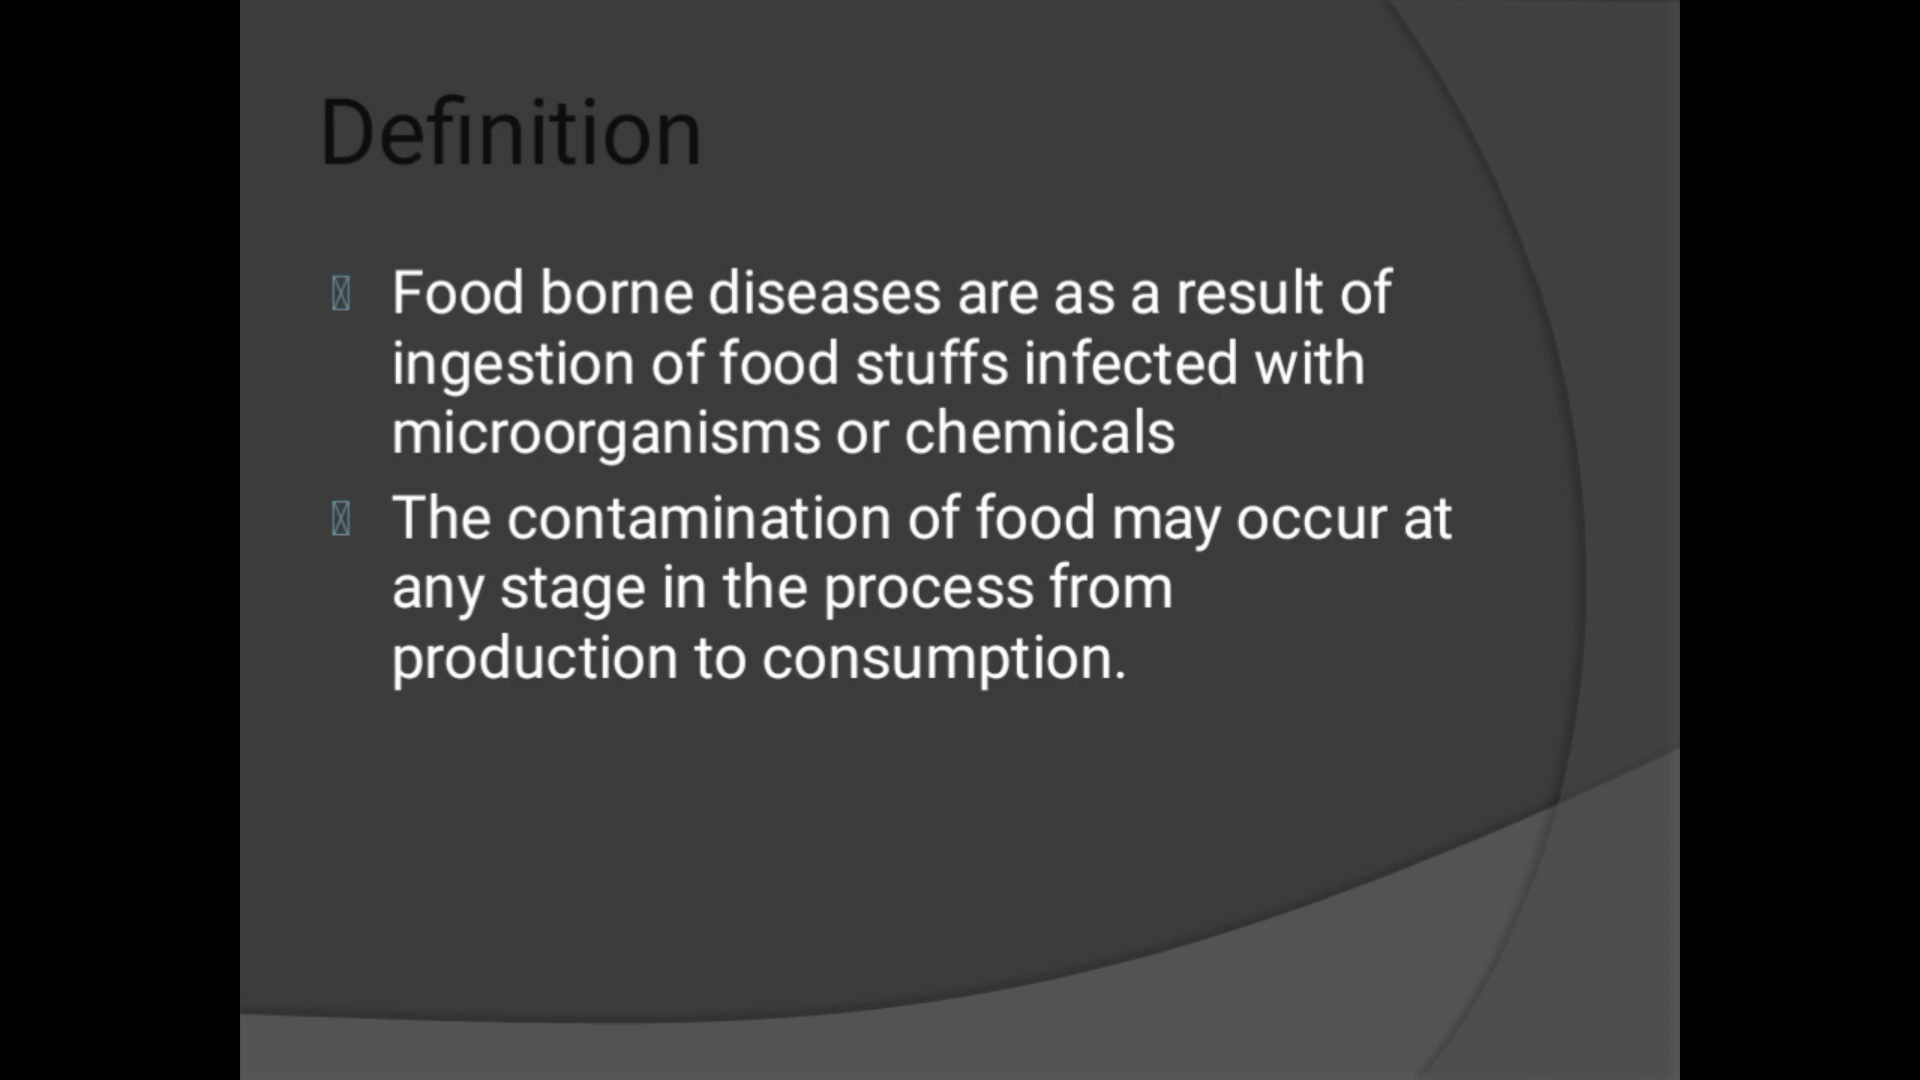 Definition
Food borne diseases are as a result of
ingestion of food stuffs infected with
microorganisms or chemicals
The contamination of food may occur at
any stage in the process from
production to consumption.